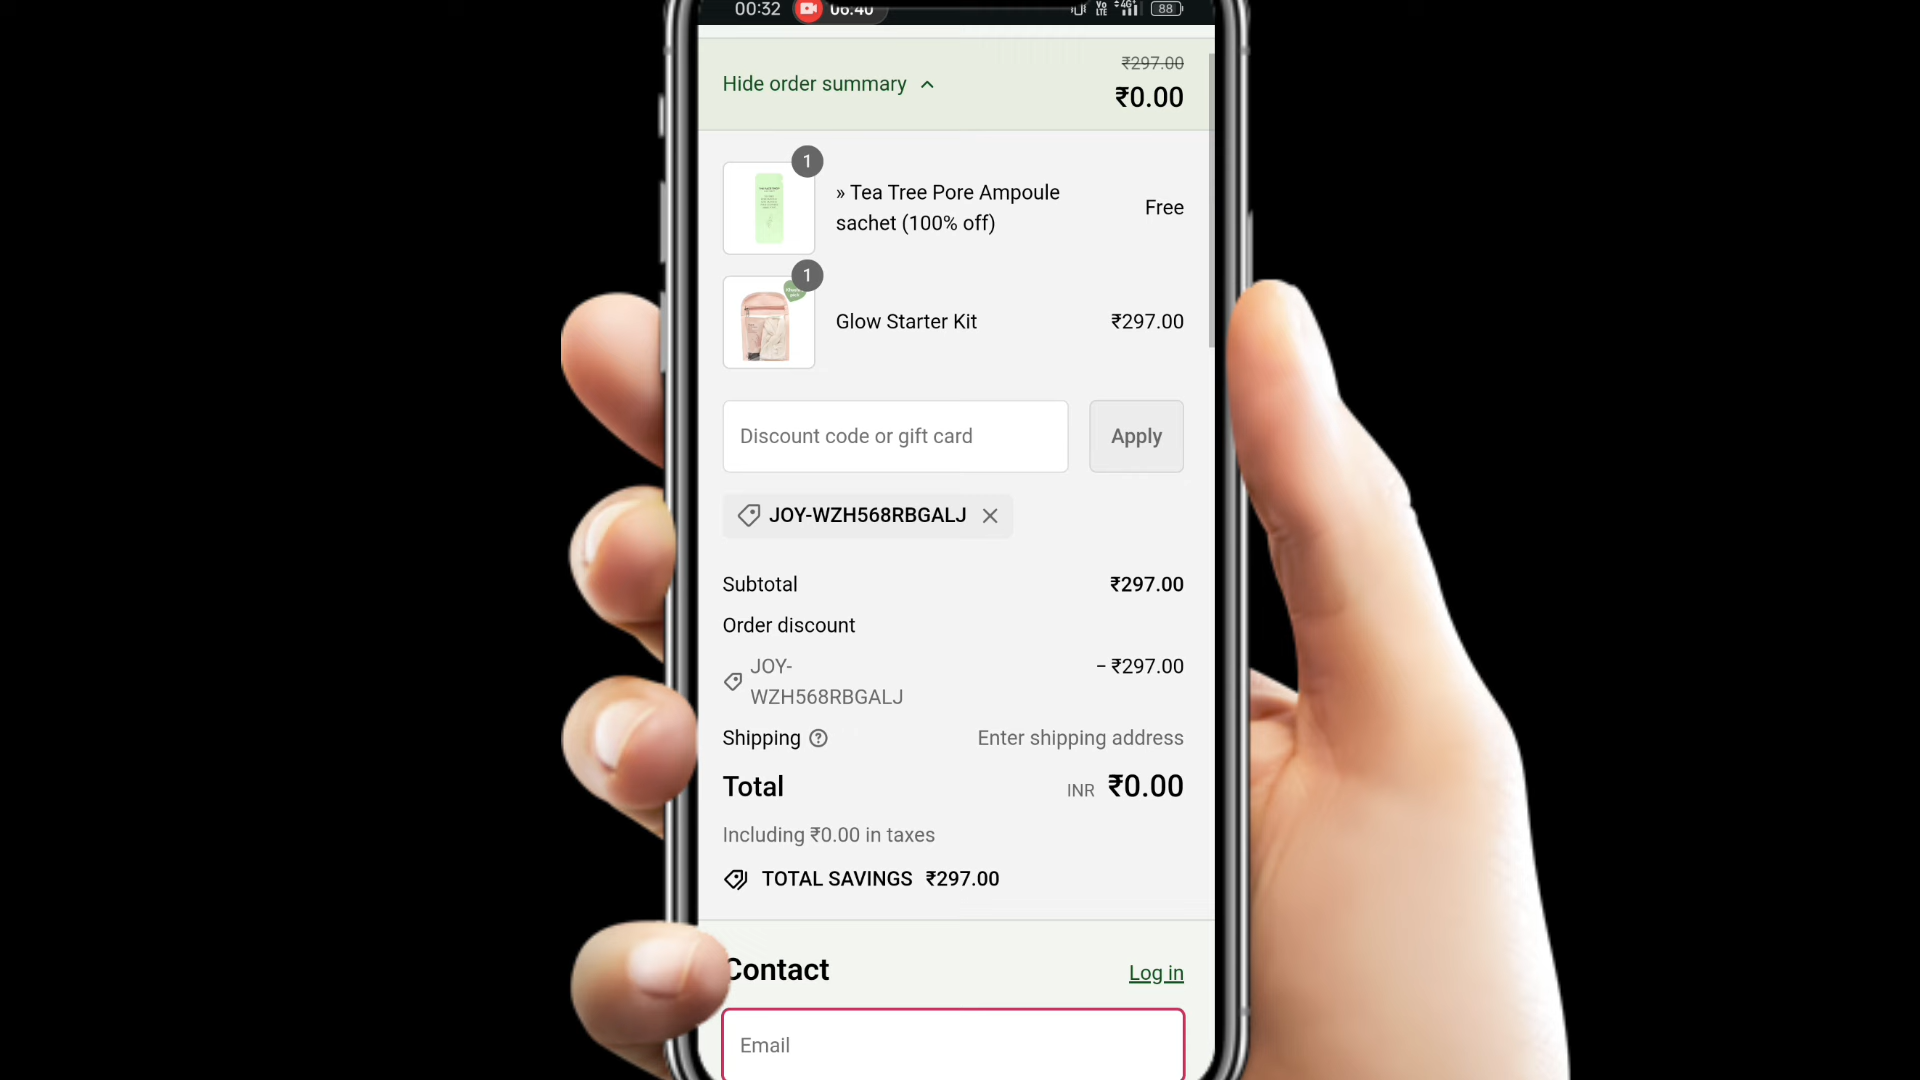 00:32 06:40 Vo LTE 4G+ 88
₹297.00
Hide order summary
₹0.00
1
» Tea Tree Pore Ampoule
sachet (100% off)
Free
1
Glow Starter Kit
₹297.00
Discount code or gift card
Apply
JOY-WZH568RBGALJ
Subtotal
₹297.00
Order discount
JOY-
WZH568RBGALJ
− ₹297.00
Shipping ?
Enter shipping address
Total
INR ₹0.00
Including ₹0.00 in taxes
TOTAL SAVINGS ₹297.00
Contact
Log in
Email